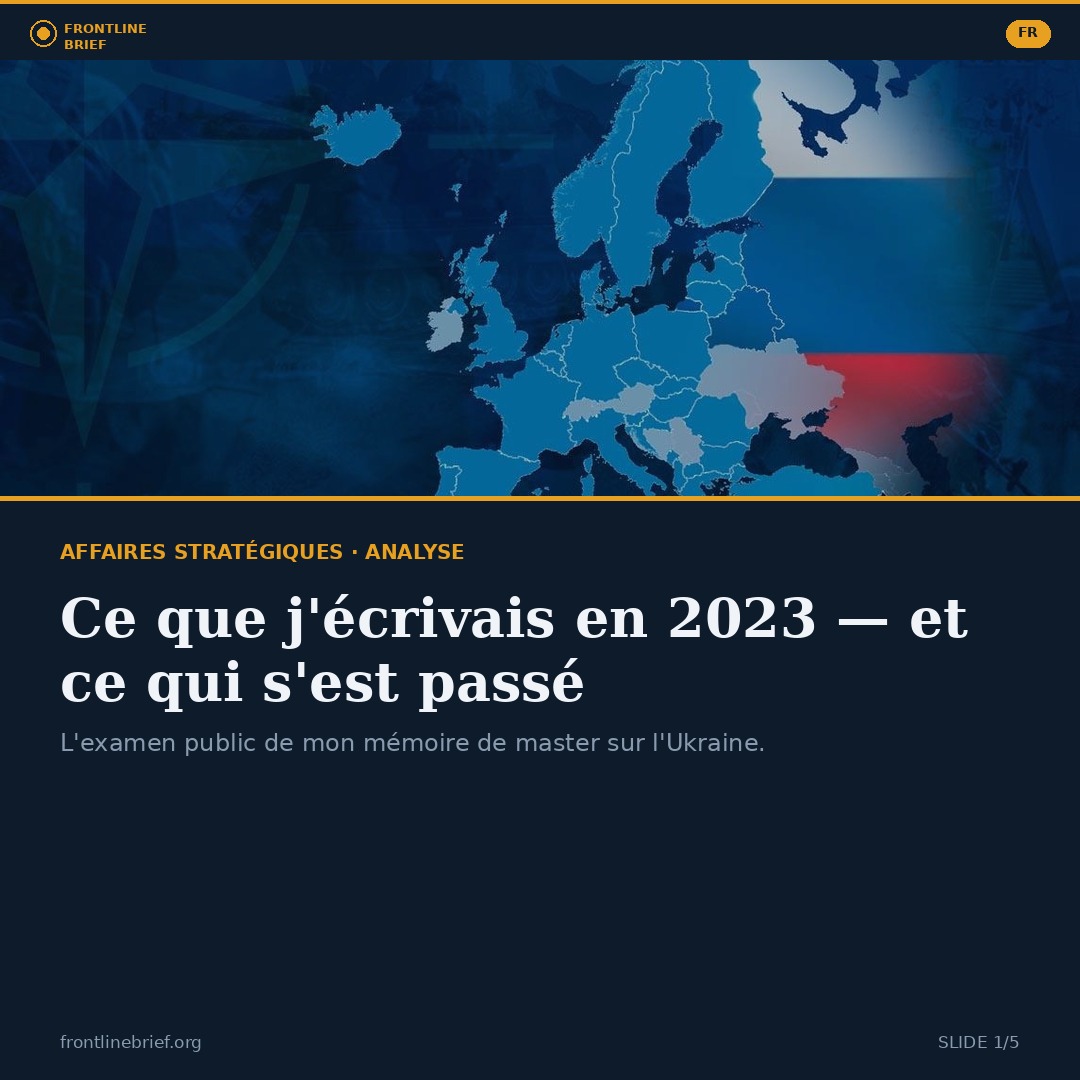 FRONTLINE
BRIEF
FR
AFFAIRES STRATÉGIQUES · ANALYSE
Ce que j'écrivais en 2023 — et
ce qui s'est passé
L'examen public de mon mémoire de master sur l'Ukraine.
frontlinebrief.org
SLIDE 1/5